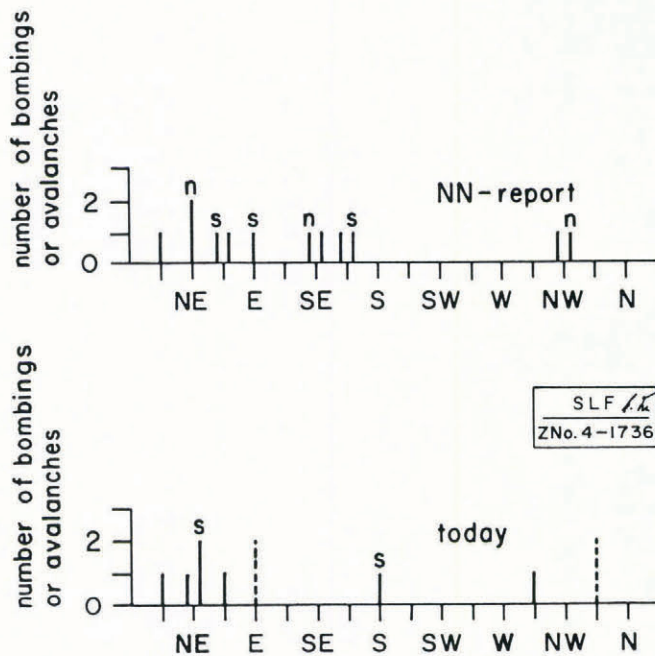 number of bombings
or avalanches
2
0
n
s
s
n
s
n
NN-report
NE E SE S SW W NW N
SLF
ZNo. 4-1736
number of bombings
or avalanches
2
0
s
s
today
NE E SE S SW W NW N